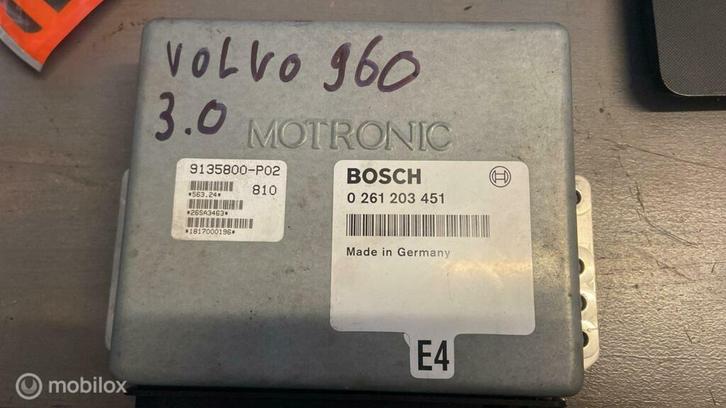 VOLVO 960
3.0
MOTRONIC
9135800-P02
810
*563.24*
*26SA3463*
*1817000196*
BOSCH
0 261 203 451
Made in Germany
E4
mobilox